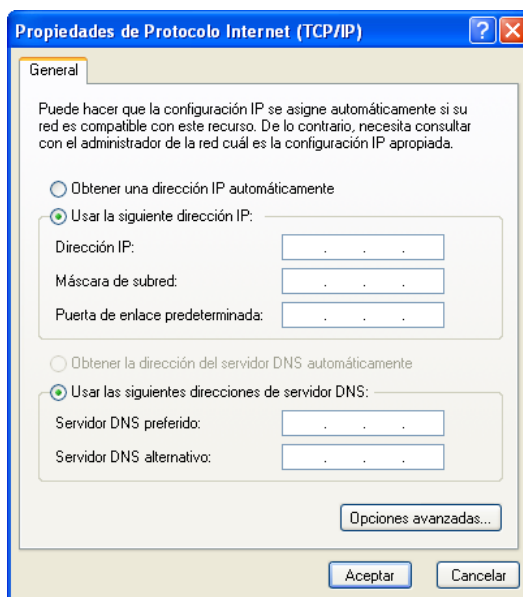 Propiedades de Protocolo Internet (TCP/IP)
General
Puede hacer que la configuración IP se asigne automáticamente si su
red es compatible con este recurso. De lo contrario, necesita consultar
con el administrador de la red cuál es la configuración IP apropiada.
Obtener una dirección IP automáticamente
Usar la siguiente dirección IP:
Dirección IP:
Máscara de subred:
Puerta de enlace predeterminada:
Obtener la dirección del servidor DNS automáticamente
Usar las siguientes direcciones de servidor DNS:
Servidor DNS preferido:
Servidor DNS alternativo:
Opciones avanzadas...
Aceptar Cancelar